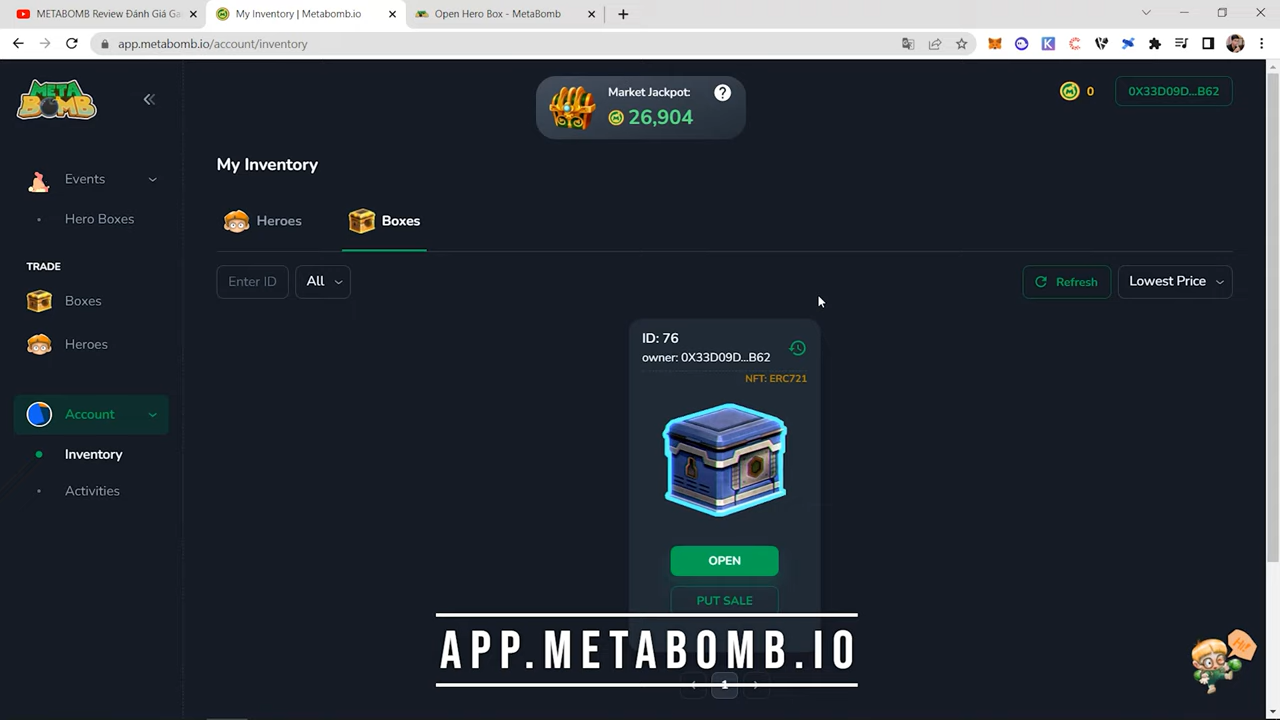 METABOMB Review Đánh Giá Ga
My Inventory | Metabomb.io
Open Hero Box - MetaBomb
app.metabomb.io/account/inventory
META
BOMB
Market Jackpot:
?
26,904
0
0X33D09D...B62
My Inventory
Events
Hero Boxes
TRADE
Boxes
Heroes
Account
Inventory
Activities
Heroes
Boxes
Enter ID
All
Refresh
Lowest Price
ID: 76
owner: 0X33D09D...B62
NFT: ERC721
OPEN
PUT SALE
APP.METABOMB.IO
1